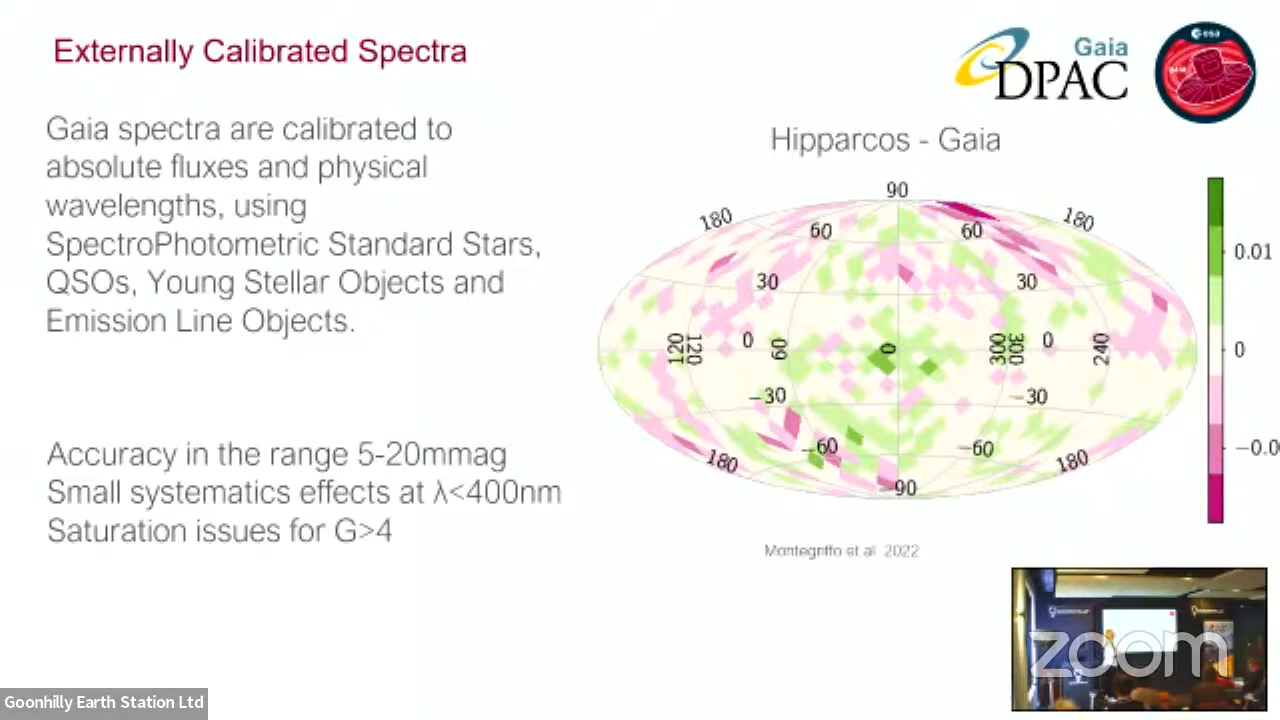 Externally Calibrated Spectra
Gaia
DPAC
esa
gaia
Gaia spectra are calibrated to
absolute fluxes and physical
wavelengths, using
SpectroPhotometric Standard Stars,
QSOs, Young Stellar Objects and
Emission Line Objects.
Accuracy in the range 5-20mmag
Small systematics effects at λ<400nm
Saturation issues for G>4
Hipparcos - Gaia
90
180 180
60 60
30 30
120 120 0 60 0 300 300 0 240
−30 −30
−60 −60
180 180
−90
0.01
0
−0.0
Montegriffo et al 2022
zoom
Goonhilly Earth Station Ltd